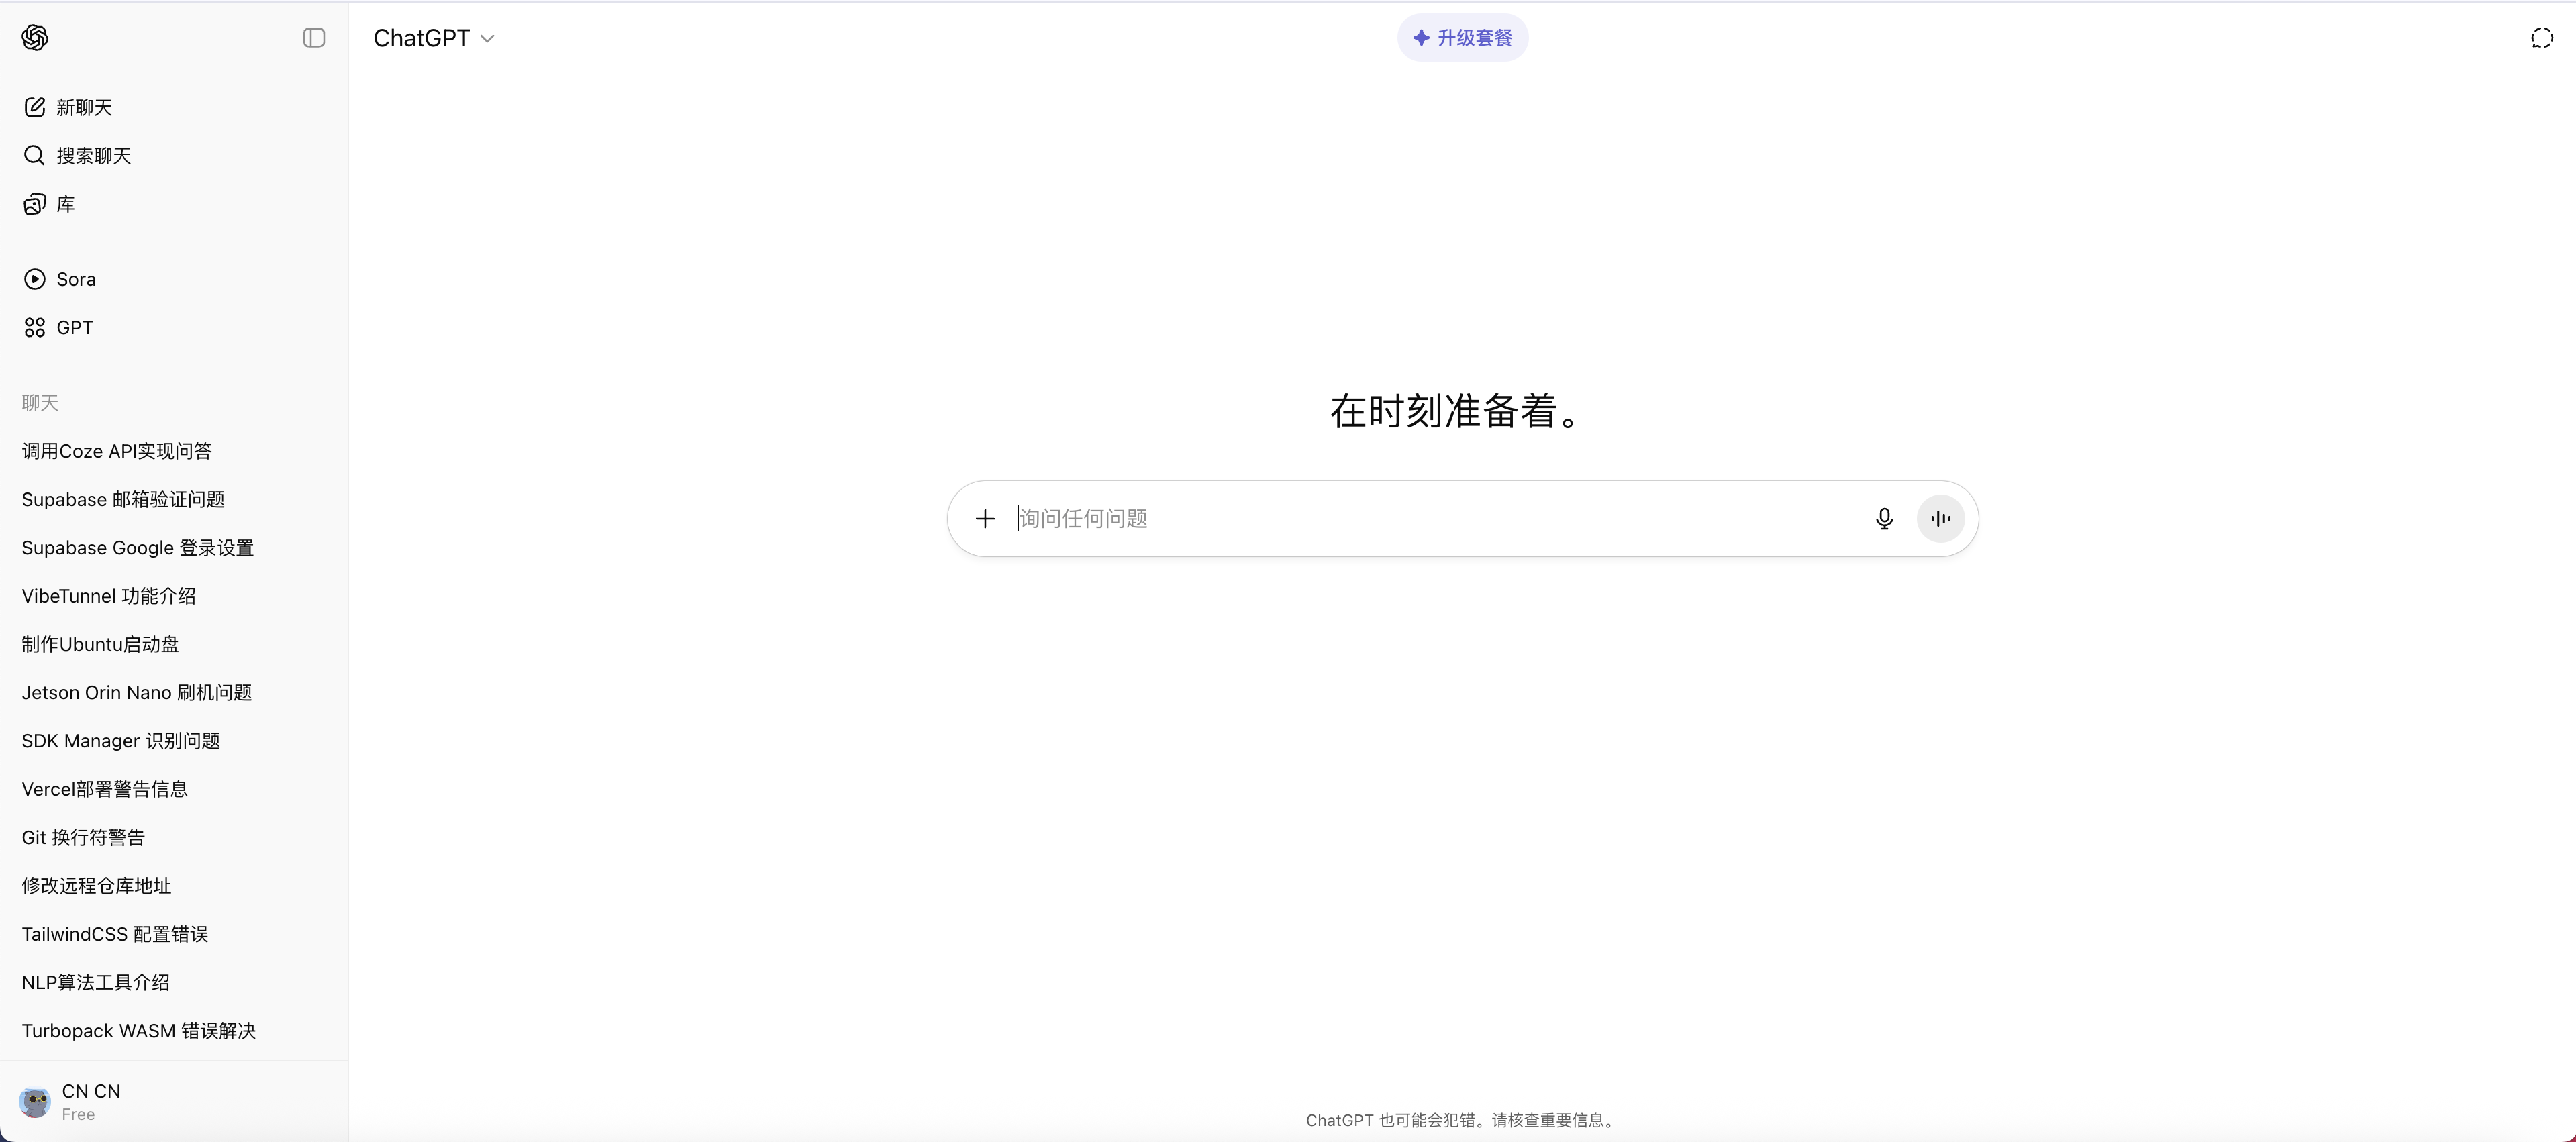 ChatGPT
升级套餐
新聊天
搜索聊天
库
Sora
GPT
聊天
调用Coze API实现问答
Supabase 邮箱验证问题
Supabase Google 登录设置
VibeTunnel 功能介绍
制作Ubuntu启动盘
Jetson Orin Nano 刷机问题
SDK Manager 识别问题
Vercel部署警告信息
Git 换行符警告
修改远程仓库地址
TailwindCSS 配置错误
NLP算法工具介绍
Turbopack WASM 错误解决
CN CN
Free
在时刻准备着。
询问任何问题
ChatGPT 也可能会犯错。请核查重要信息。